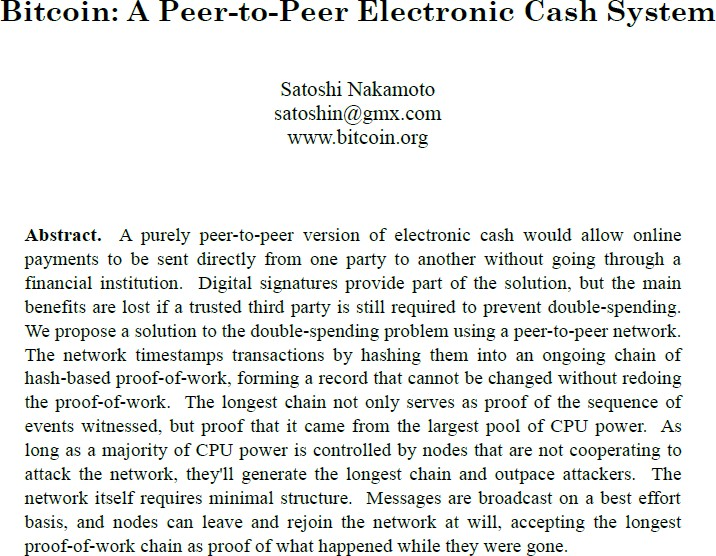 Bitcoin: A Peer-to-Peer Electronic Cash System
Satoshi Nakamoto
satoshin@gmx.com
www.bitcoin.org
Abstract. A purely peer-to-peer version of electronic cash would allow online
payments to be sent directly from one party to another without going through a
financial institution. Digital signatures provide part of the solution, but the main
benefits are lost if a trusted third party is still required to prevent double-spending.
We propose a solution to the double-spending problem using a peer-to-peer network.
The network timestamps transactions by hashing them into an ongoing chain of
hash-based proof-of-work, forming a record that cannot be changed without redoing
the proof-of-work. The longest chain not only serves as proof of the sequence of
events witnessed, but proof that it came from the largest pool of CPU power. As
long as a majority of CPU power is controlled by nodes that are not cooperating to
attack the network, they'll generate the longest chain and outpace attackers. The
network itself requires minimal structure. Messages are broadcast on a best effort
basis, and nodes can leave and rejoin the network at will, accepting the longest
proof-of-work chain as proof of what happened while they were gone.